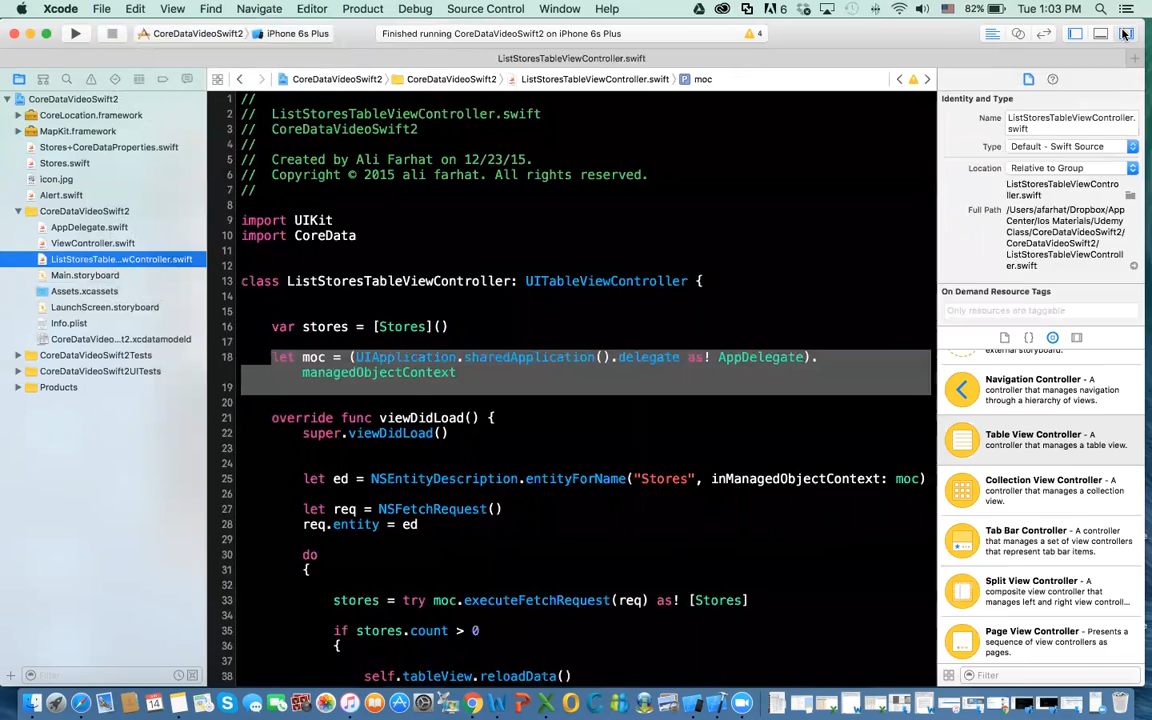 Xcode File Edit View Find Navigate Editor Product Debug Source Control Window Help
6 82% Tue 1:03 PM
CoreDataVideoSwift2 iPhone 6s Plus
Finished running CoreDataVideoSwift2 on iPhone 6s Plus 4
ListStoresTableViewController.swift
CoreDataVideoSwift2 CoreDataVideoSwift2 ListStoresTableViewController.swift P moc
CoreDataVideoSwift2
CoreLocation.framework
MapKit.framework
Stores+CoreDataProperties.swift
Stores.swift
icon.jpg
Alert.swift
CoreDataVideoSwift2
AppDelegate.swift
ViewController.swift
ListStoresTable...wController.swift
Main.storyboard
Assets.xcassets
LaunchScreen.storyboard
Info.plist
CoreDataVideoSwift2...t2.xcdatamodeld
CoreDataVideoSwift2Tests
CoreDataVideoSwift2UITests
Products
Filter
1 //
2 // ListStoresTableViewController.swift
3 // CoreDataVideoSwift2
4 //
5 // Created by Ali Farhat on 12/23/15.
6 // Copyright © 2015 ali farhat. All rights reserved.
7 //
8
9 import UIKit
10 import CoreData
11
12
13 class ListStoresTableViewController: UITableViewController {
14
15
16 var stores = [Stores]()
17
18 let moc = (UIApplication.sharedApplication().delegate as! AppDelegate).
managedObjectContext
19
20
21 override func viewDidLoad() {
22 super.viewDidLoad()
23
24
25 let ed = NSEntityDescription.entityForName("Stores", inManagedObjectContext: moc)
26
27 let req = NSFetchRequest()
28 req.entity = ed
29
30 do
31 {
32
33 stores = try moc.executeFetchRequest(req) as! [Stores]
34
35 if stores.count > 0
36 {
37
38 self.tableView.reloadData()
Identity and Type
Name ListStoresTableViewController.
swift
Type Default - Swift Source
Location Relative to Group
ListStoresTableViewContro
ller.swift
Full Path /Users/afarhat/Dropbox/App
Center/Ios Materials/Udemy
Class/CoreDataVideoSwift2/
CoreDataVideoSwift2/
ListStoresTableViewControll
er.swift
On Demand Resource Tags
Only resources are taggable
external storyboard.
Navigation Controller - A
controller that manages navigation
through a hierarchy of views.
Table View Controller - A
controller that manages a table view.
Collection View Controller - A
controller that manages a collection
view.
Tab Bar Controller - A controller
that manages a set of view controllers
that represent tab bar items.
Split View Controller - A
composite view controller that
manages left and right view controll...
Page View Controller - Presents a
sequence of view controllers as
pages.
Filter